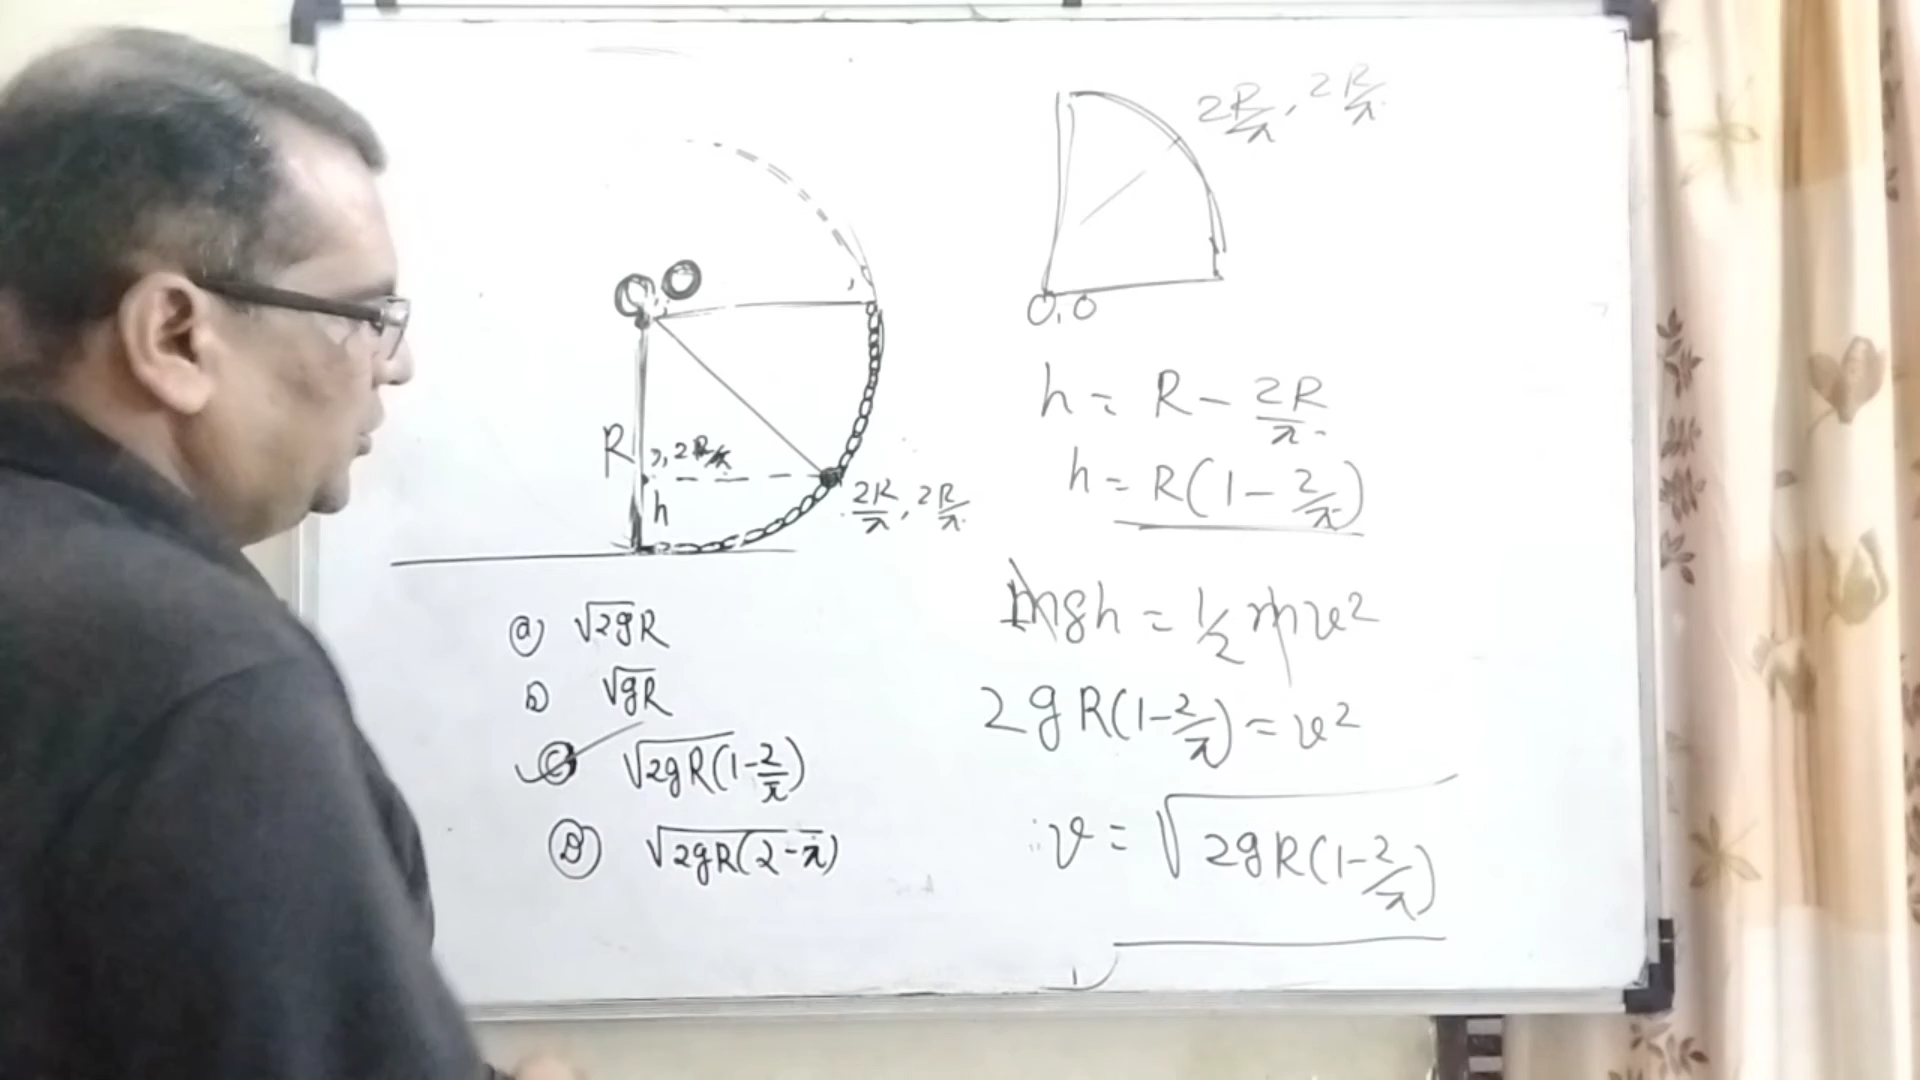 R
, 2R/π
h
2R/π, 2R/π
a) √2gR
b) √gR
c) √2gR(1-2/π)
D) √2gR(2-π)
2R/π, 2R/π
0,0
h = R - 2R/π
h = R(1 - 2/π)
mgh = 1/2 mv²
2gR(1-2/π) = v²
v = √2gR(1-2/π)